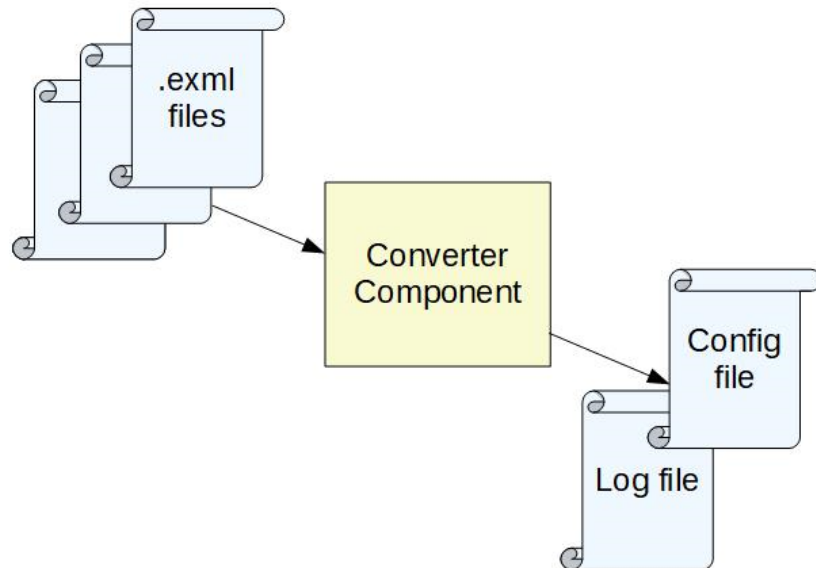 .exml
files
Converter
Component
Config
file
Log file